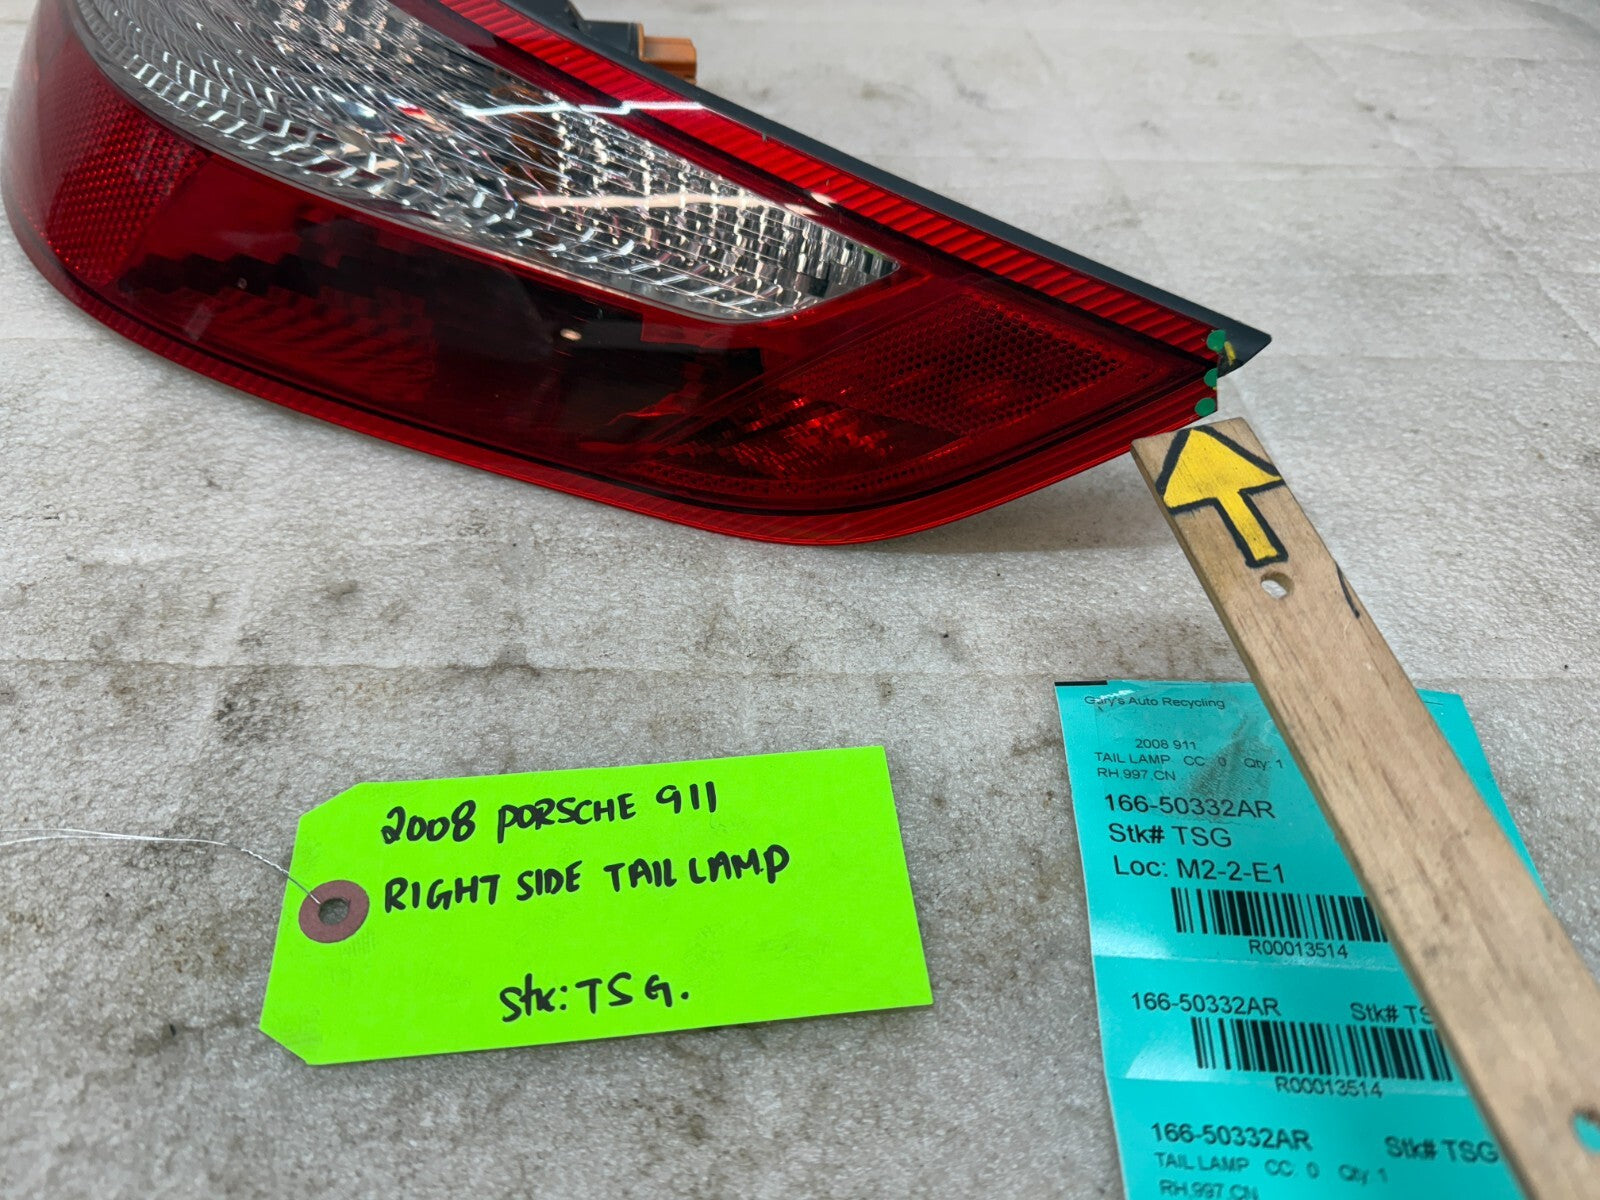 2008 PORSCHE 911
RIGHT SIDE TAIL LAMP
Stk: TSG.
Gary's Auto Recycling
2008 911
TAIL LAMP CC: 0 Qty: 1
RH.997.CN
166-50332AR
Stk# TSG
Loc: M2-2-E1
R00013514
166-50332AR Stk# TS
R00013514
166-50332AR Stk# TSG
TAIL LAMP CC: 0 Qty: 1
RH.997.CN